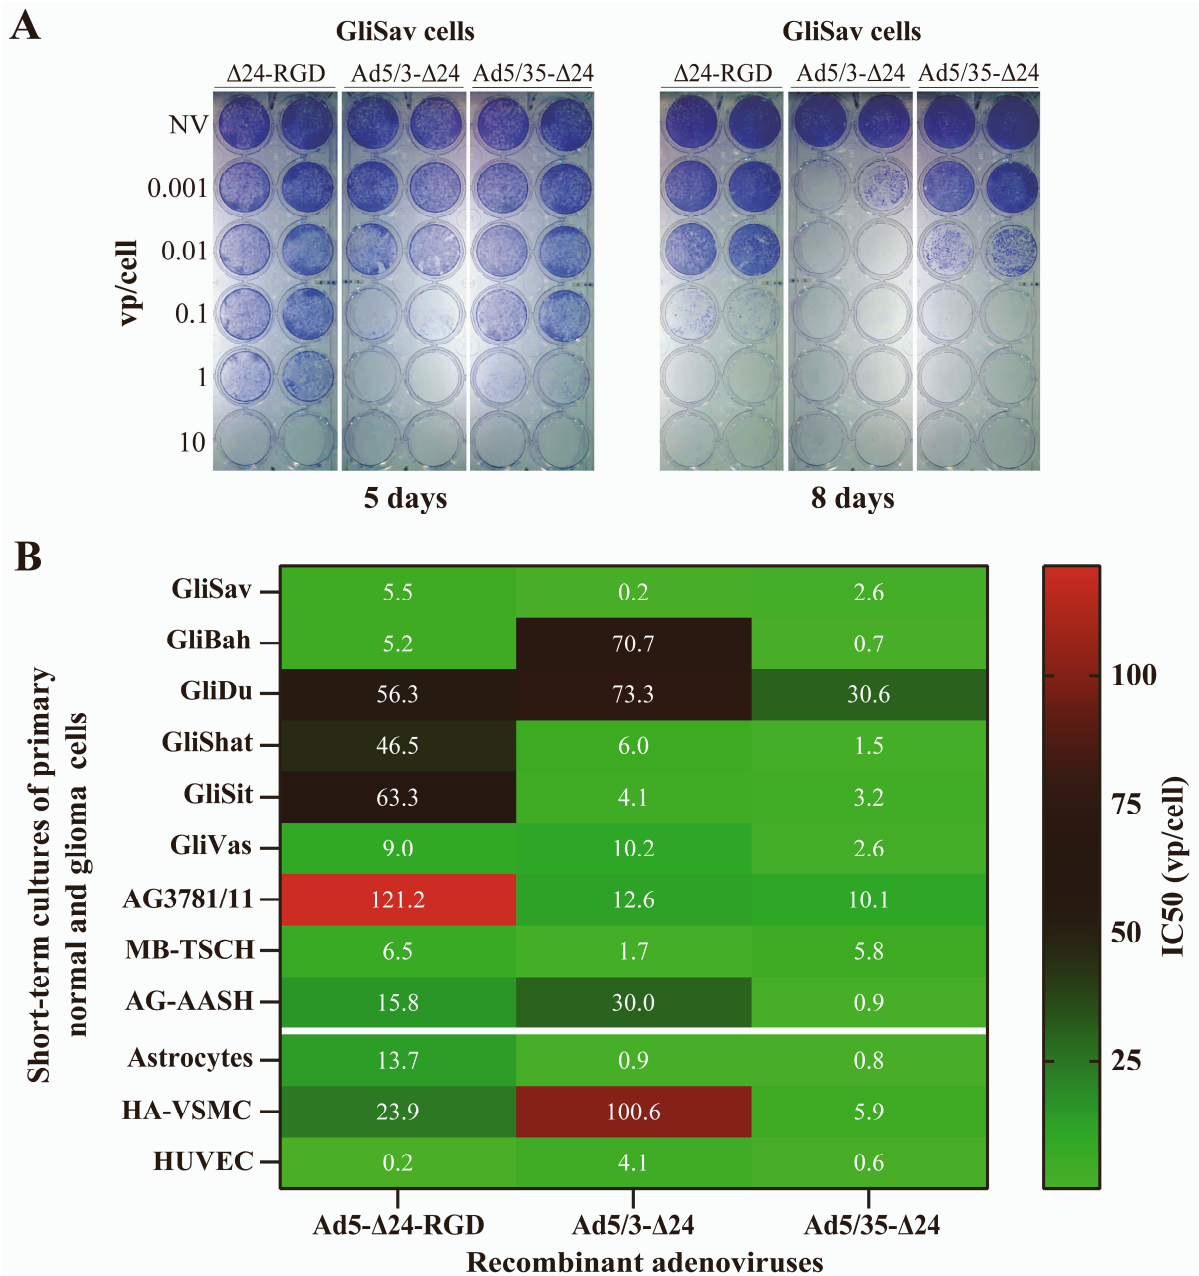 A
GliSav cells
GliSav cells
Δ24-RGD Ad5/3-Δ24 Ad5/35-Δ24
Δ24-RGD Ad5/3-Δ24 Ad5/35-Δ24
vp/cell
NV
0.001
0.01
0.1
1
10
5 days
8 days
B
Short-term cultures of primary
normal and glioma cells
GliSav 5.5 0.2 2.6
GliBah 5.2 70.7 0.7
GliDu 56.3 73.3 30.6
GliShat 46.5 6.0 1.5
GliSit 63.3 4.1 3.2
GliVas 9.0 10.2 2.6
AG3781/11 121.2 12.6 10.1
MB-TSCH 6.5 1.7 5.8
AG-AASH 15.8 30.0 0.9
Astrocytes 13.7 0.9 0.8
HA-VSMC 23.9 100.6 5.9
HUVEC 0.2 4.1 0.6
Ad5-Δ24-RGD Ad5/3-Δ24 Ad5/35-Δ24
Recombinant adenoviruses
100
75
50
25
IC50 (vp/cell)